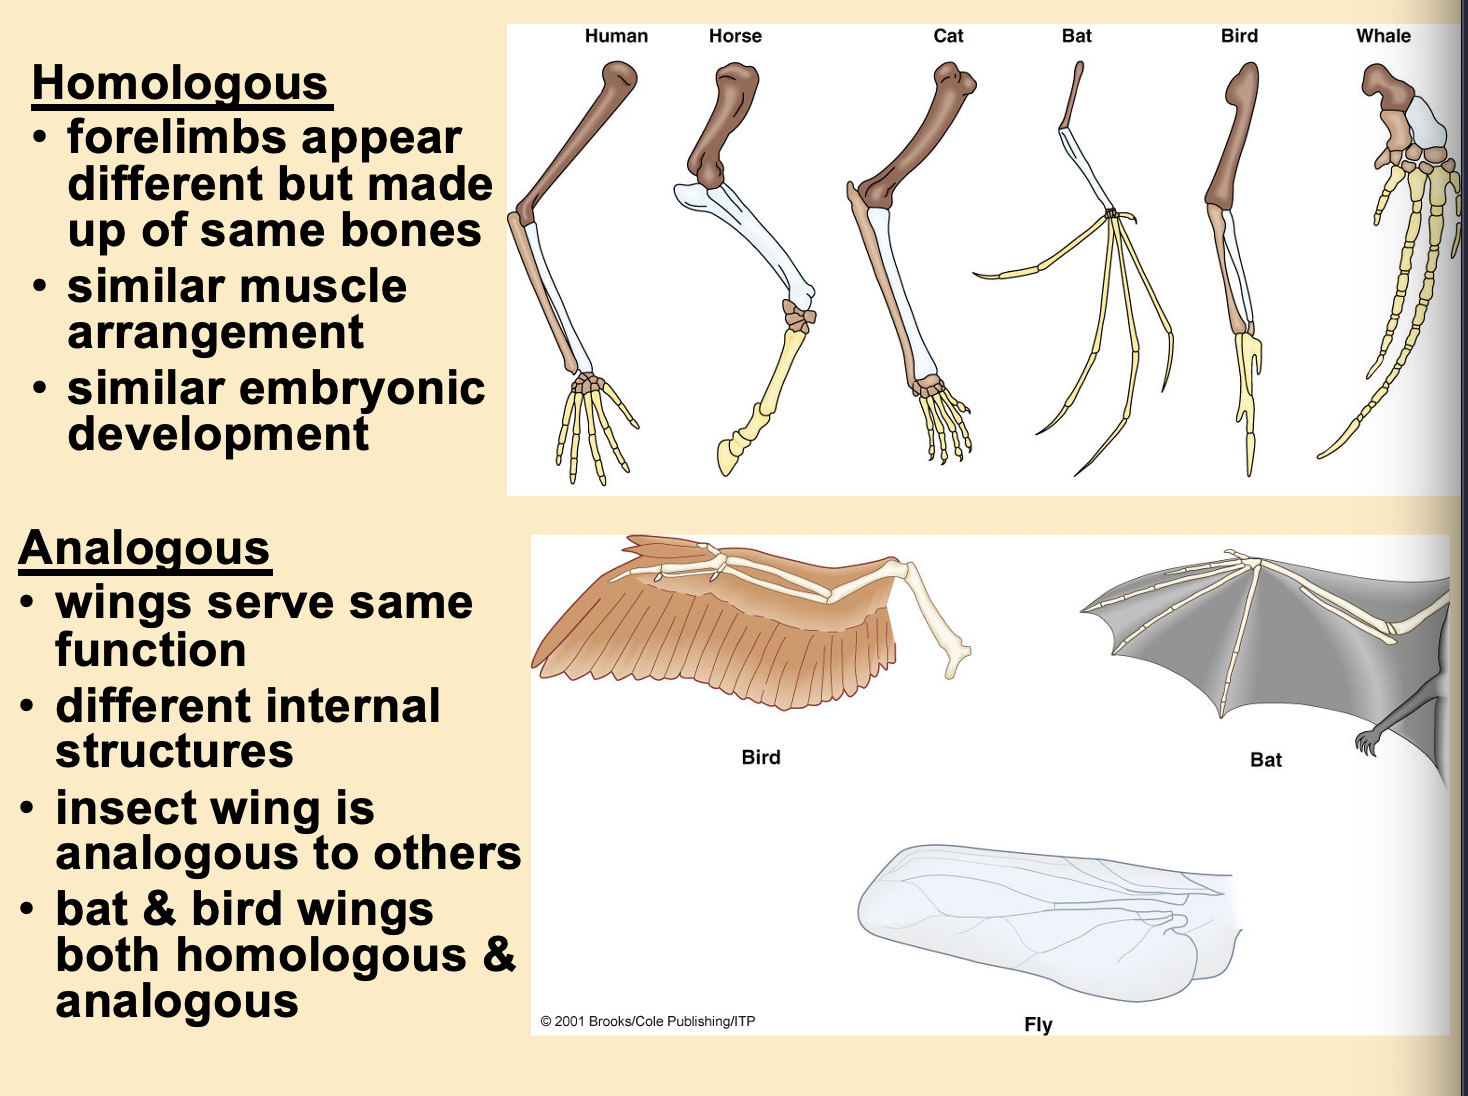 Homologous
• forelimbs appear
different but made
up of same bones
• similar muscle
arrangement
• similar embryonic
development
Human Horse Cat Bat Bird Whale
Analogous
• wings serve same
function
• different internal
structures
• insect wing is
analogous to others
• bat & bird wings
both homologous &
analogous
Bird
Bat
Fly
© 2001 Brooks/Cole Publishing/ITP